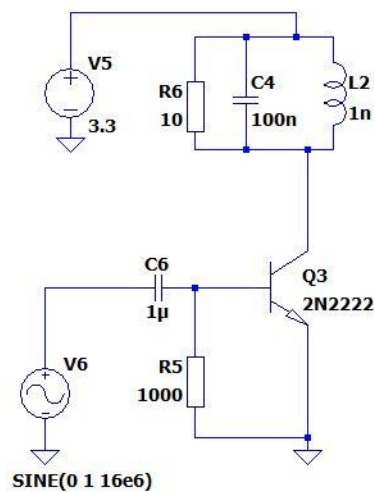 V5
3.3
R6
10
C4
100n
L2
1n
C6
1µ
Q3
2N2222
V6
R5
1000
SINE(0 1 16e6)